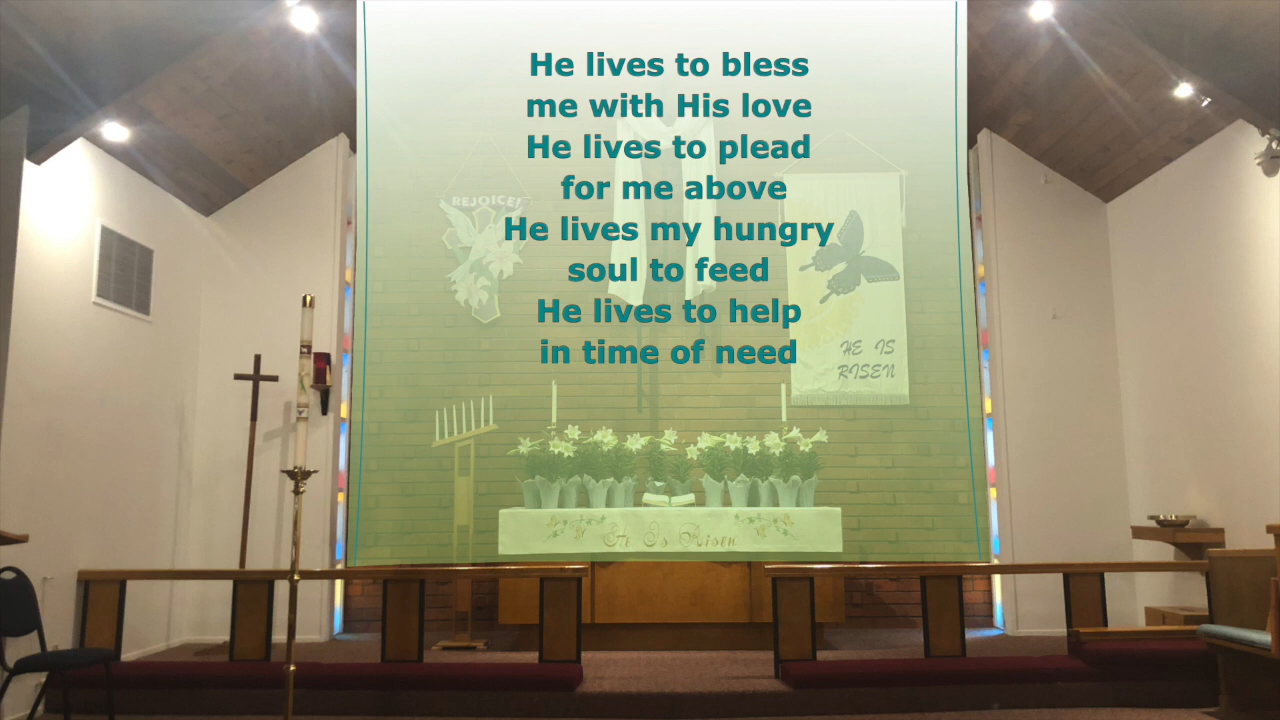 He lives to bless
me with His love
He lives to plead
for me above
He lives my hungry
soul to feed
He lives to help
in time of need
REJOICE!
HE IS
RISEN
He Is Risen